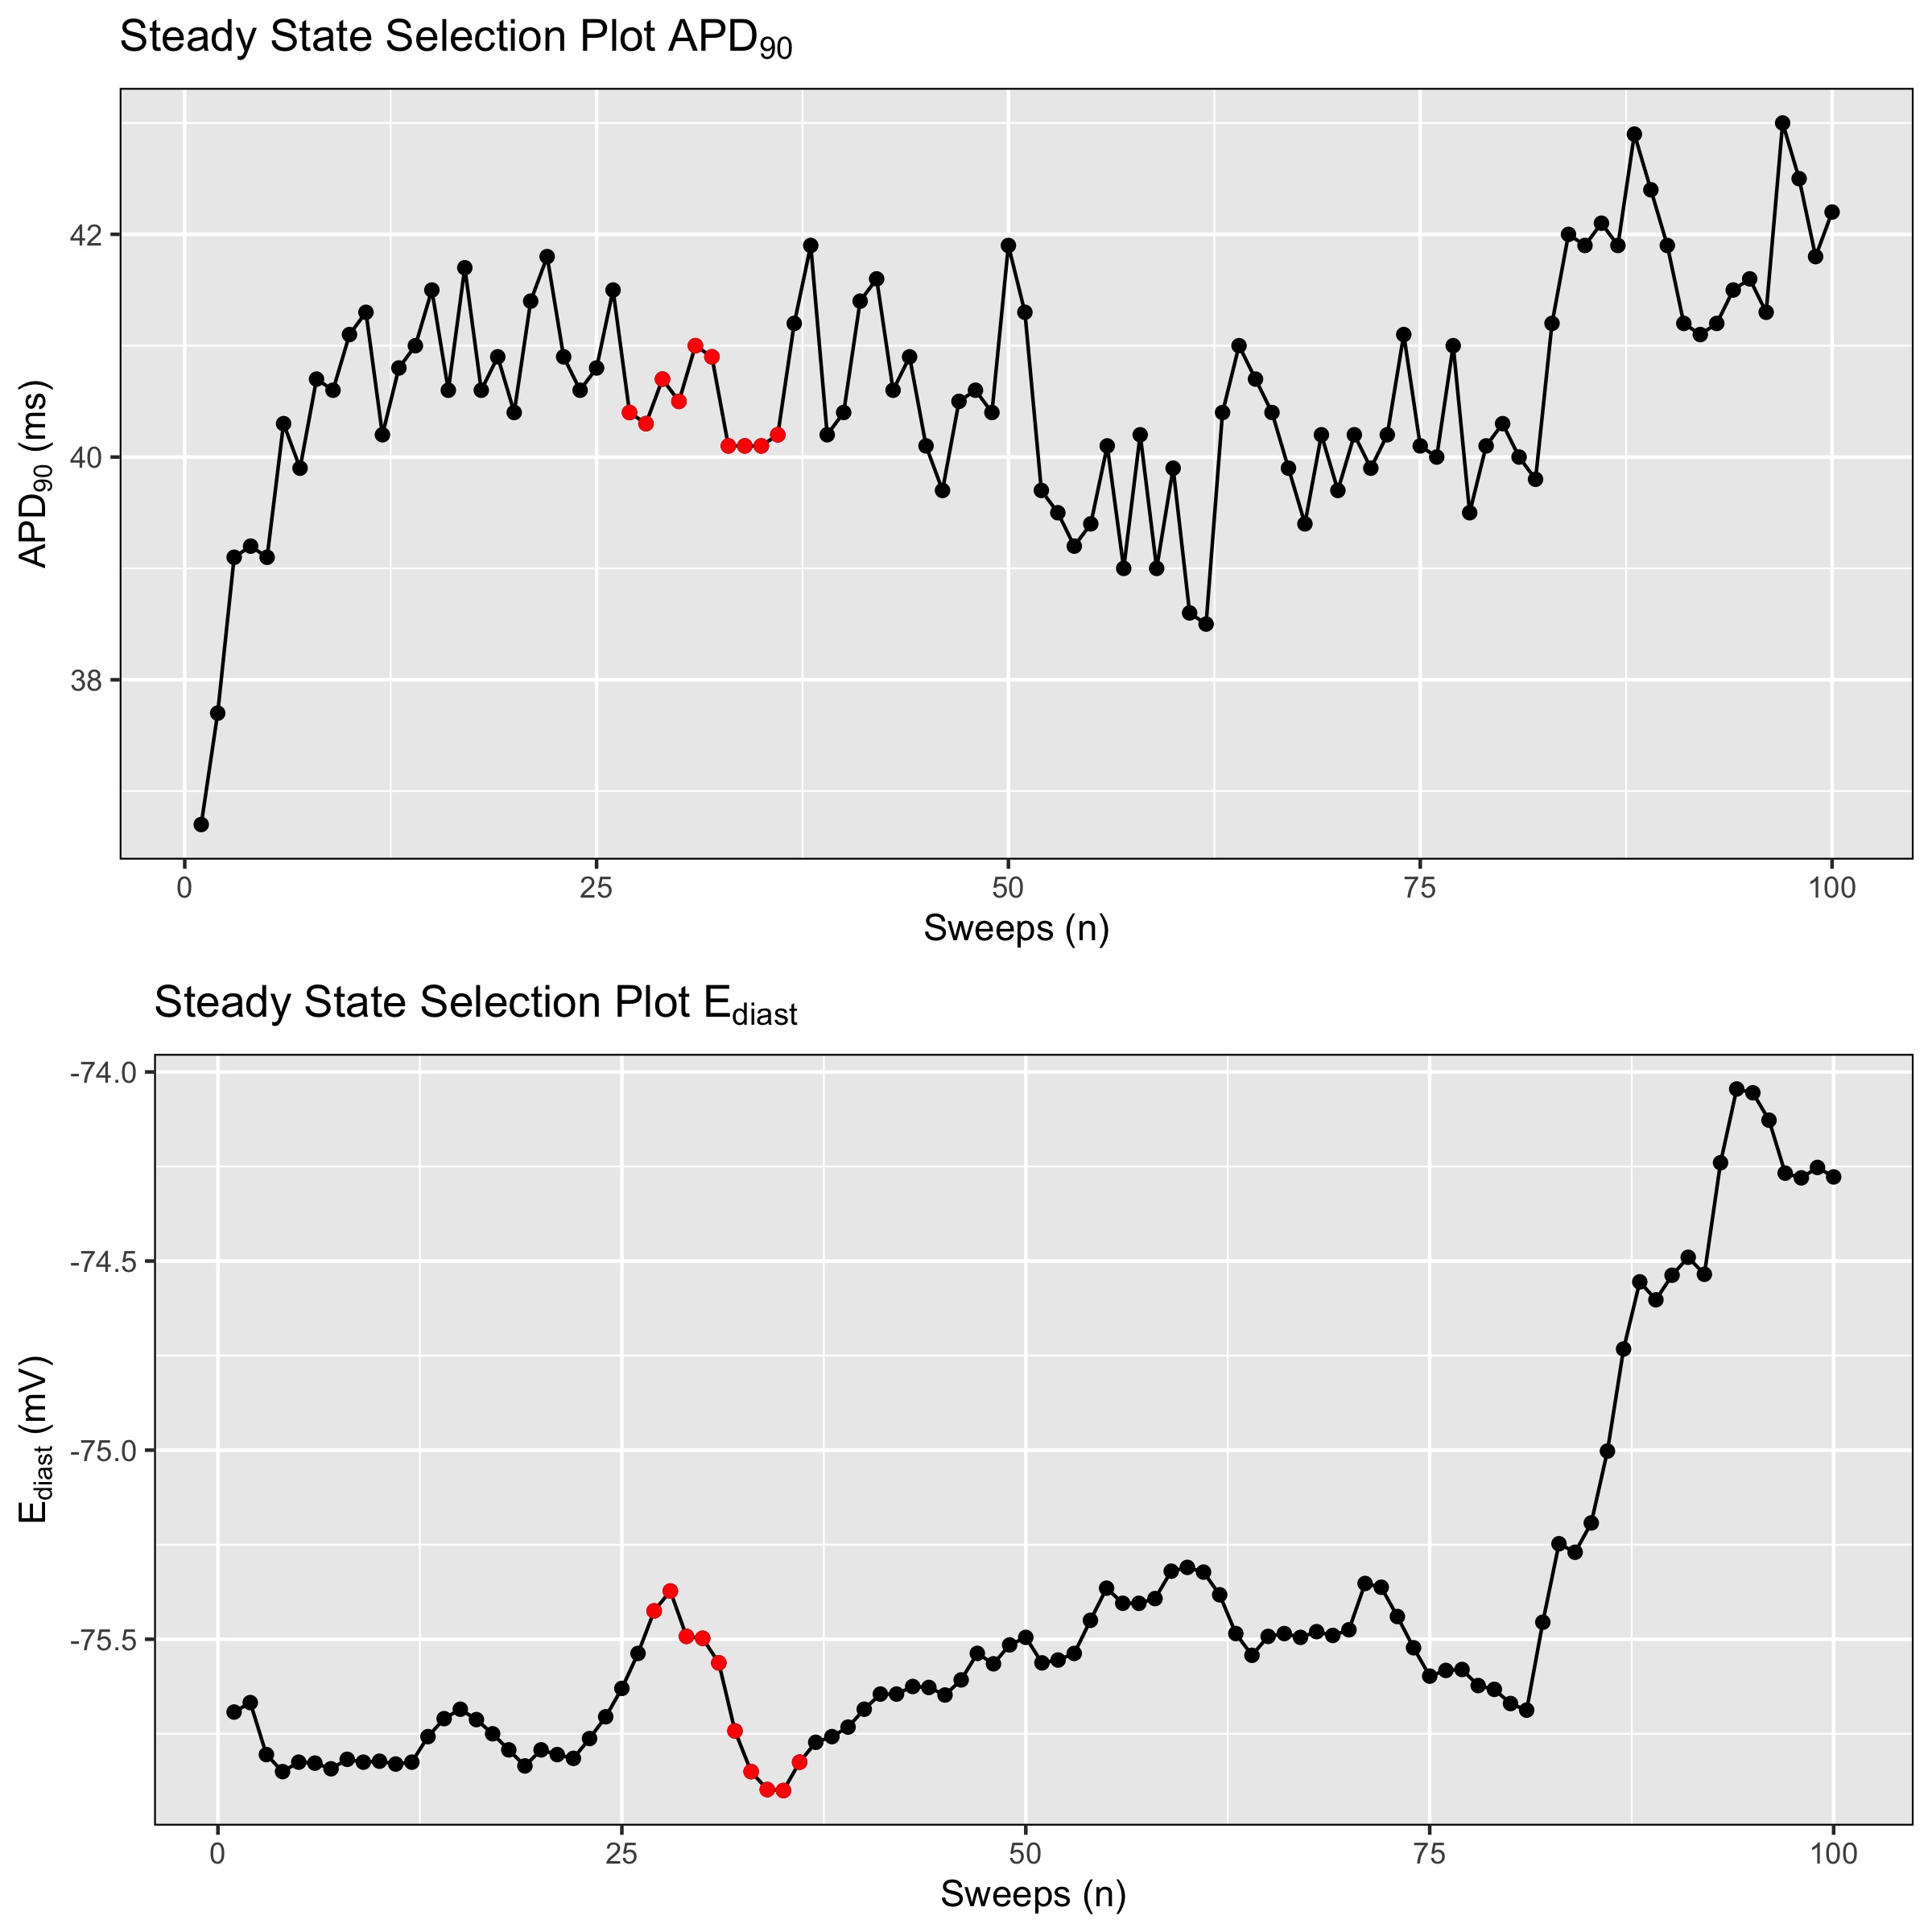 Steady State Selection Plot APD90
APD90 (ms)
42
40
38
0 25 50 75 100
Sweeps (n)
Steady State Selection Plot Ediast
Ediast (mV)
-74.0
-74.5
-75.0
-75.5
0 25 50 75 100
Sweeps (n)